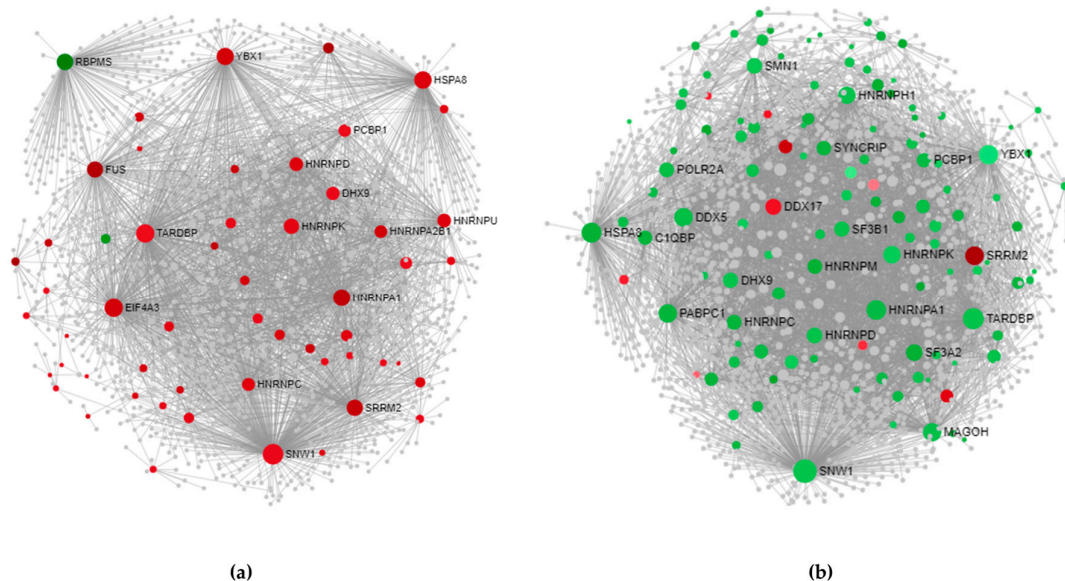 RBPMS
YBX1
HSPA8
PCBP1
HNRNPD
FUS
DHX9
HNRNPU
HNRNPK
HNRNPA2B1
TARDBP
HNRNPA1
EIF4A3
HNRNPC
SRRM2
SNW1
(a)
SMN1
HNRNPH1
SYNCRIP
PCBP1
YBX1
POLR2A
DDX17
DDX5
SF3B1
HSPA8
C1QBP
HNRNPK
SRRM2
HNRNPM
DHX9
HNRNPA1
PABPC1
TARDBP
HNRNPC
HNRNPD
SF3A2
MAGOH
SNW1
(b)